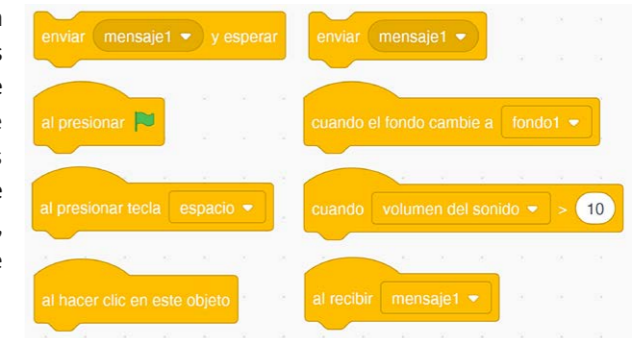 enviar mensaje1 y esperar
enviar mensaje1
al presionar
cuando el fondo cambie a fondo1
al presionar tecla espacio
cuando volumen del sonido > 10
al hacer clic en este objeto
al recibir mensaje1